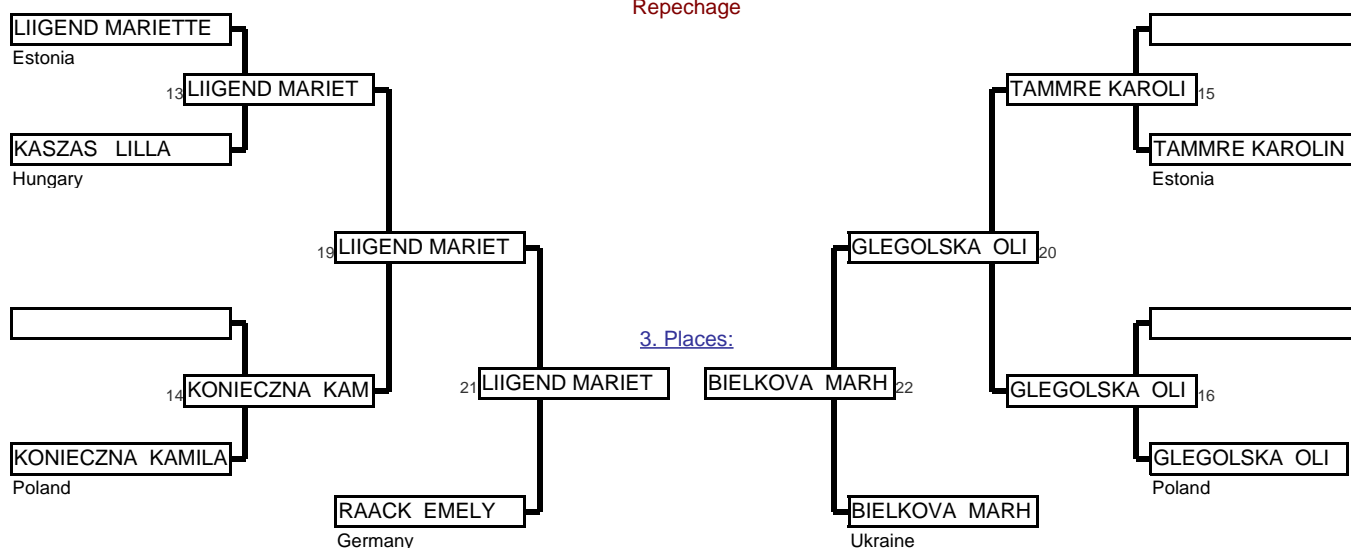 Repechage
LIIGEND MARIETTE
Estonia
13 LIIGEND MARIET
TAMMRE KAROLI 15
KASZAS LILLA
Hungary
TAMMRE KAROLIN
Estonia
19 LIIGEND MARIET
GLEGOLSKA OLI 20
3. Places:
14 KONIECZNA KAM
21 LIIGEND MARIET
BIELKOVA MARH 22
GLEGOLSKA OLI 16
KONIECZNA KAMILA
Poland
GLEGOLSKA OLI
Poland
RAACK EMELY
Germany
BIELKOVA MARH
Ukraine